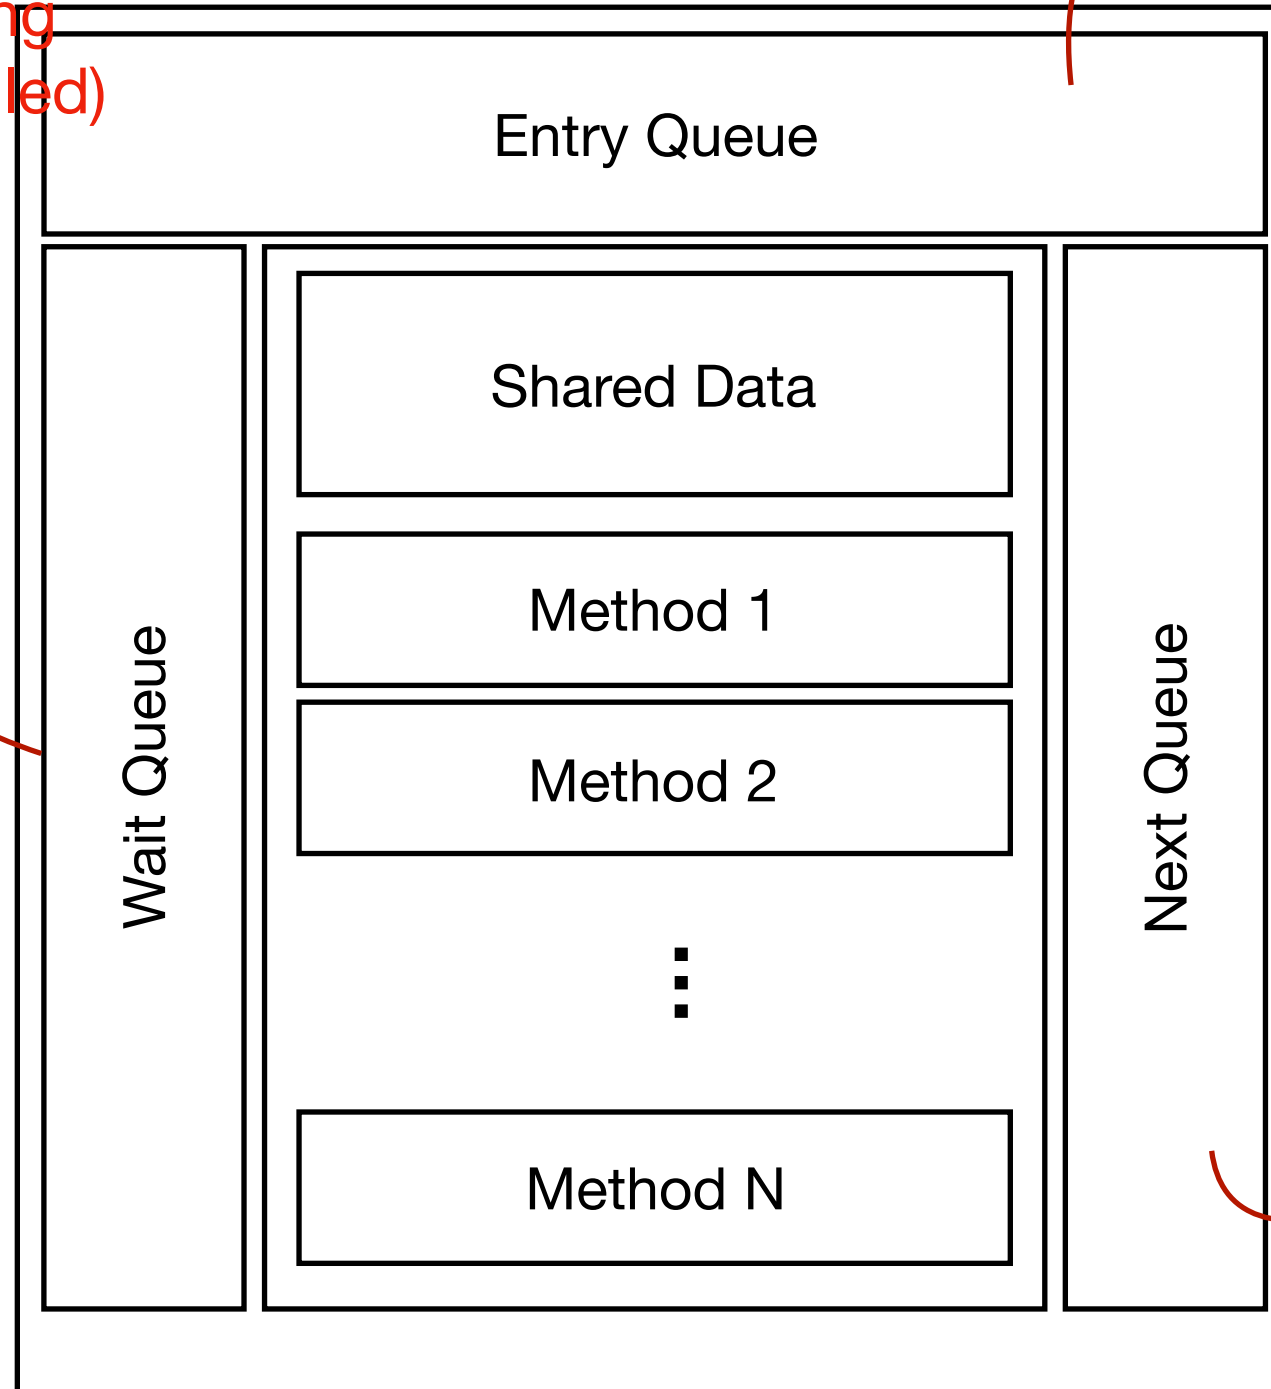 Entry Queue
Shared Data
Method 1
Method 2
Wait Queue
Next Queue
Method N